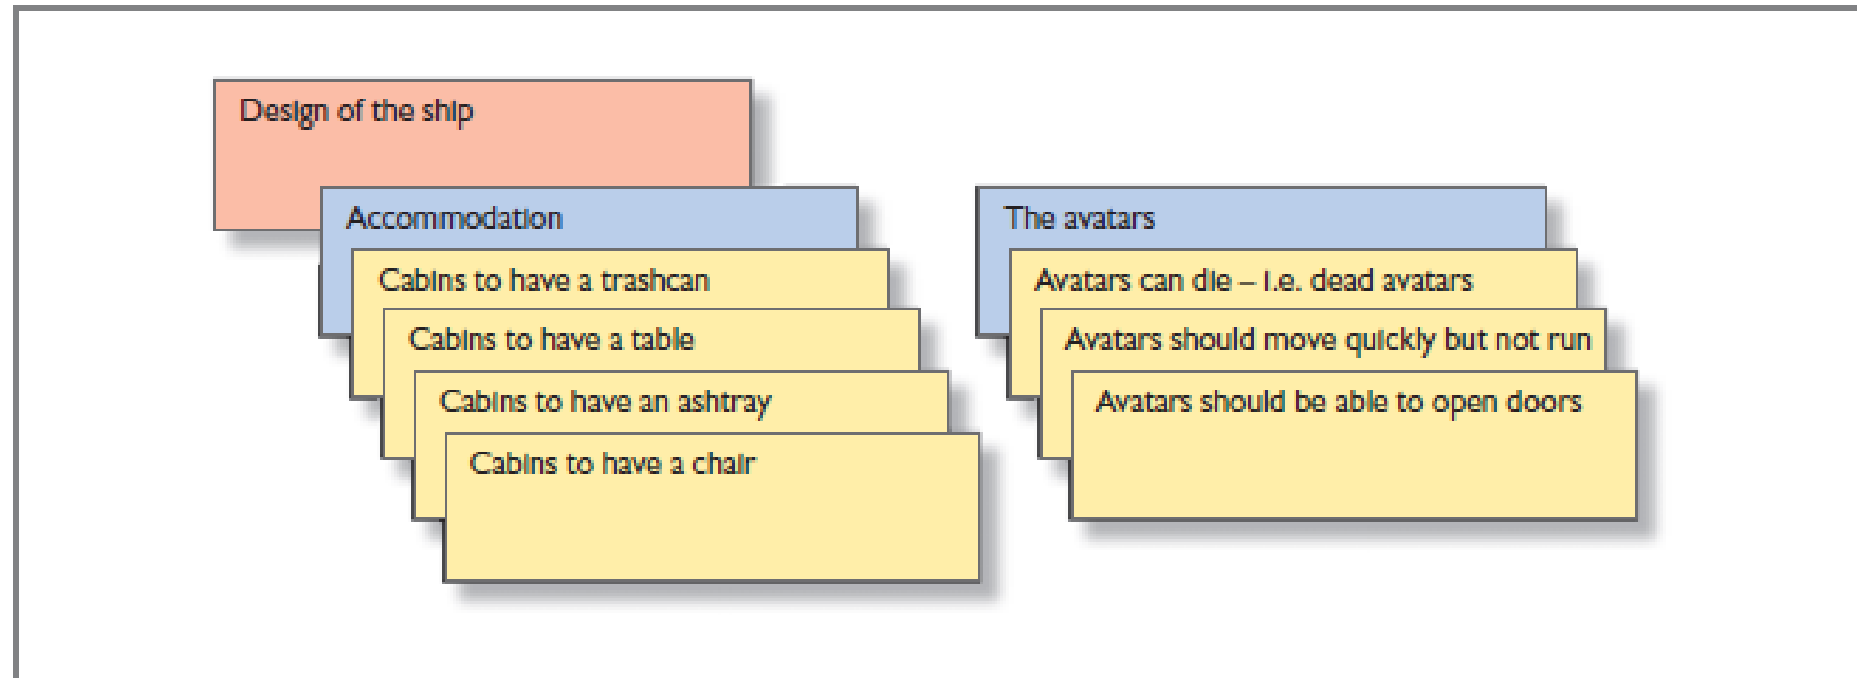 Design of the ship
Accommodation
Cabins to have a trashcan
Cabins to have a table
Cabins to have an ashtray
Cabins to have a chair
The avatars
Avatars can die – i.e. dead avatars
Avatars should move quickly but not run
Avatars should be able to open doors